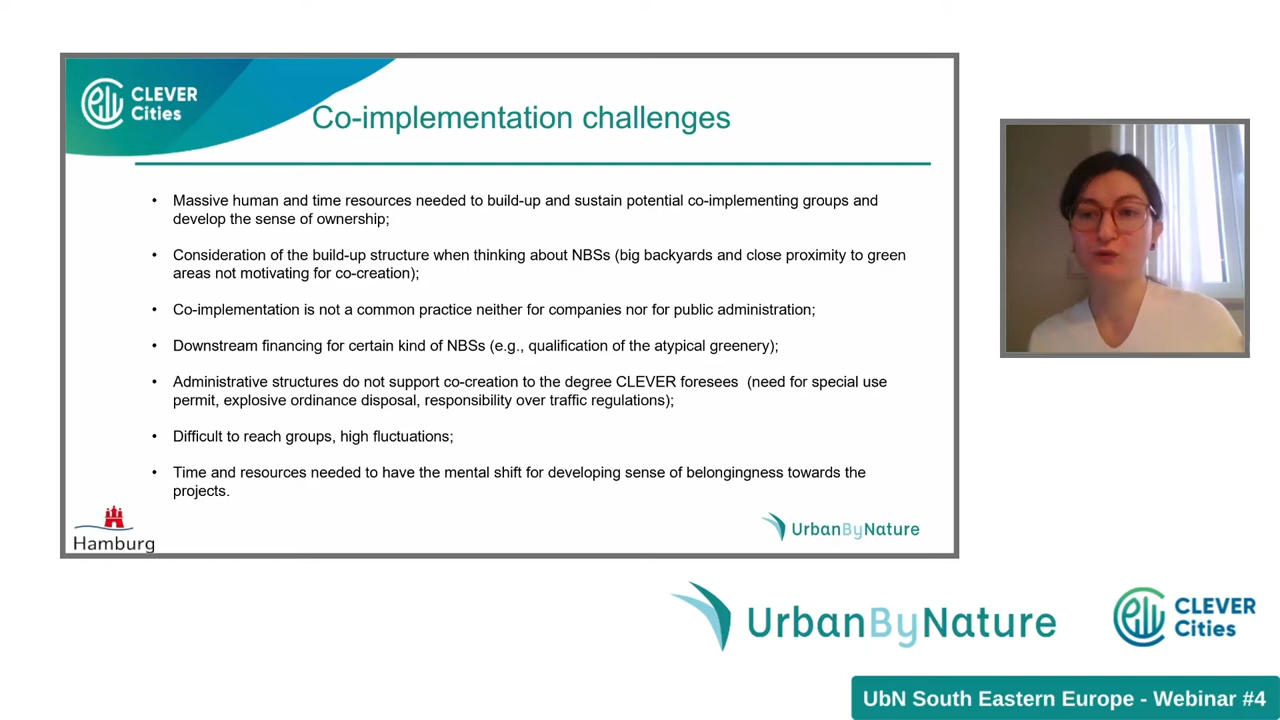 CLEVER
Cities
Co-implementation challenges
• Massive human and time resources needed to build-up and sustain potential co-implementing groups and
develop the sense of ownership;
• Consideration of the build-up structure when thinking about NBSs (big backyards and close proximity to green
areas not motivating for co-creation);
• Co-implementation is not a common practice neither for companies nor for public administration;
• Downstream financing for certain kind of NBSs (e.g., qualification of the atypical greenery);
• Administrative structures do not support co-creation to the degree CLEVER foresees (need for special use
permit, explosive ordinance disposal, responsibility over traffic regulations);
• Difficult to reach groups, high fluctuations;
• Time and resources needed to have the mental shift for developing sense of belongingness towards the
projects.
Hamburg
UrbanByNature
UrbanByNature
CLEVER
Cities
UbN South Eastern Europe - Webinar #4